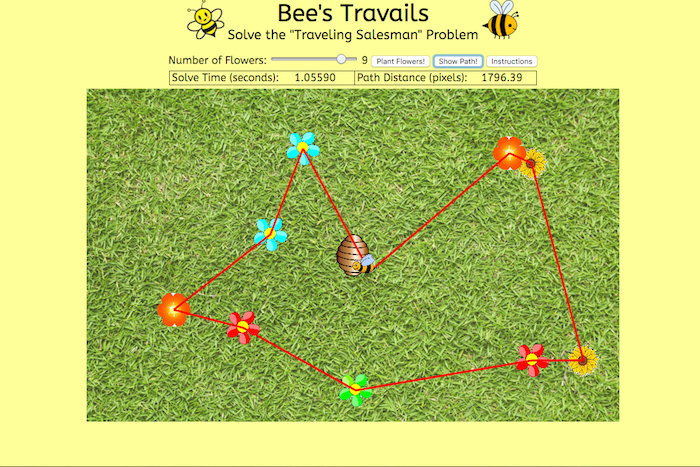 Bee's Travails
Solve the "Traveling Salesman" Problem
Number of Flowers: 9 Plant Flowers! Show Path! Instructions
Solve Time (seconds): 1.05590 Path Distance (pixels): 1796.39